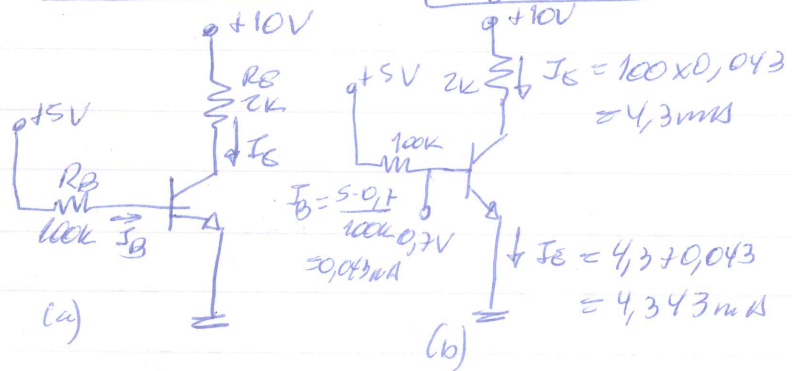 +10V
RC
2K
IC
+5V
RB
100K
IB
(a)
+10V
+5V
2K
IC = 100x0,043
= 4,3mA
100K
IB = 5-0,7
100K
=0,043mA
0,7V
IE = 4,3+0,043
= 4,343mA
(b)